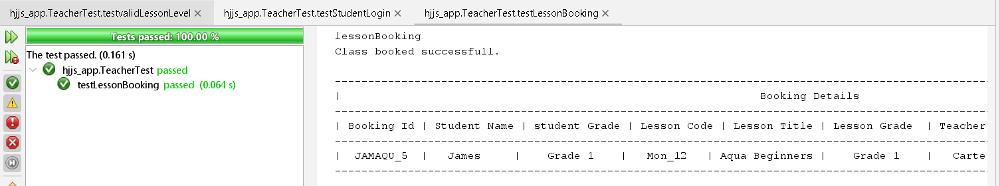 hjjs_app.TeacherTest.testvalidLessonLevel hjjs_app.TeacherTest.testStudentLogin hjjs_app.TeacherTest.testLessonBooking
Tests passed: 100.00 %
The test passed. (0.161 s)
hjjs_app.TeacherTest passed
testLessonBooking passed (0.064 s)
lessonBooking
Class booked successfull.
| Booking Details
| Booking Id | Student Name | student Grade | Lesson Code | Lesson Title | Lesson Grade | Teacher
| JAMAQU_5 | James | Grade 1 | Mon_12 | Aqua Beginners | Grade 1 | Carte